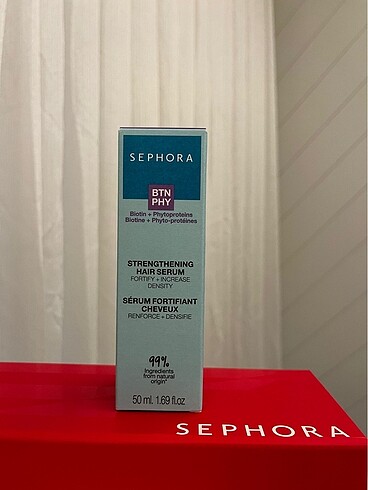 SEPHORA
BTN
PHY
Biotin + Phytoproteins
Biotine + Phyto-protéines
STRENGTHENING
HAIR SERUM
FORTIFY + INCREASE
DENSITY
SÉRUM FORTIFIANT
CHEVEUX
RENFORCE + DENSIFIE
99%
Ingredients
from natural
origin*
50 ml. 1.69 fl.oz
SEPHORA